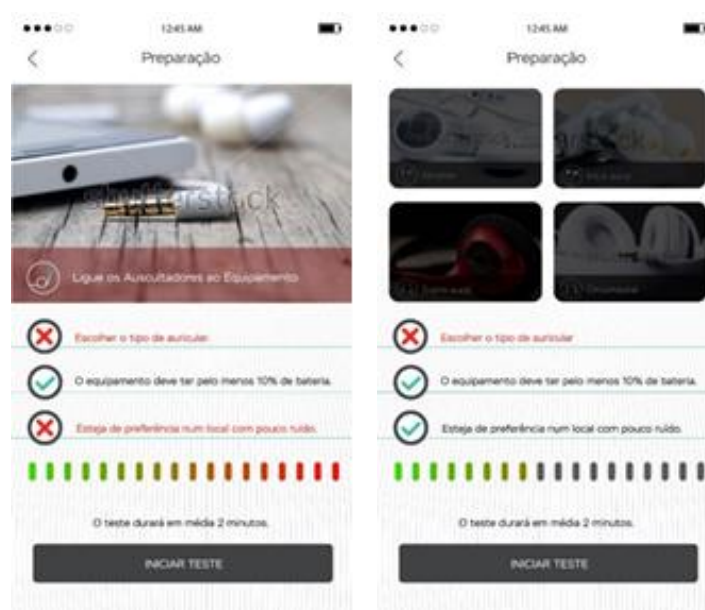 12:45 AM
Preparação
shutterstock
Ligue os Auscultadores ao Equipamento
Escolher o tipo de auricular.
O equipamento deve ter pelo menos 10% de bateria.
Esteja de preferência num local com pouco ruído.
O teste durará em média 2 minutos.
INICIAR TESTE
12:45 AM
Preparação
Escolher o tipo de auricular
O equipamento deve ter pelo menos 10% de bateria.
Esteja de preferência num local com pouco ruído.
O teste durará em média 2 minutos.
INICIAR TESTE